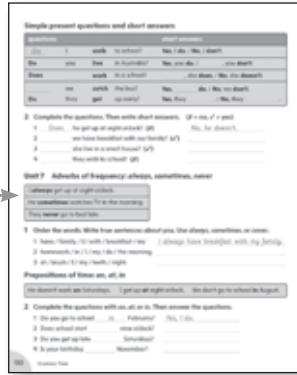 Simple present questions and short answers
questions short answers
Do I work to school? Yes, I do. / No, I don't.
Do you live in Australia? Yes, you do. / , you don't.
Does work in a school? , she does. / No, she doesn't.
we catch the bus? Yes, do. / No, we don't.
Do they get up early? Yes, they . / No, they .
2 Complete the questions. Then write short answers.
1 Does he get up at eight o'clock? No, he doesn't.
2 we have breakfast with our family?
3 she live in a small house?
4 they walk to school?
Unit 7 Adverbs of frequency: always, sometimes, never
I always get up at eight o'clock.
He sometimes watches TV in the morning.
They never go to bed late.
1 Order the words. Write true sentences about you. Use always, sometimes, or never.
1 have / family. / I / with / breakfast / my I always have breakfast with my family.
2 homework / in / I / my / do / the morning
3 at / brush / I / my / teeth / night
Prepositions of time: on, at, in
He doesn't work on Saturdays. I get up at eight o'clock. We don't go to school in August.
2 Complete the questions with on, at, or in. Then answer the questions.
1 Do you go to school in February? Yes, I do.
2 Does school start nine o'clock?
3 Do you get up late Saturdays?
4 Is your birthday November?
Grammar Time